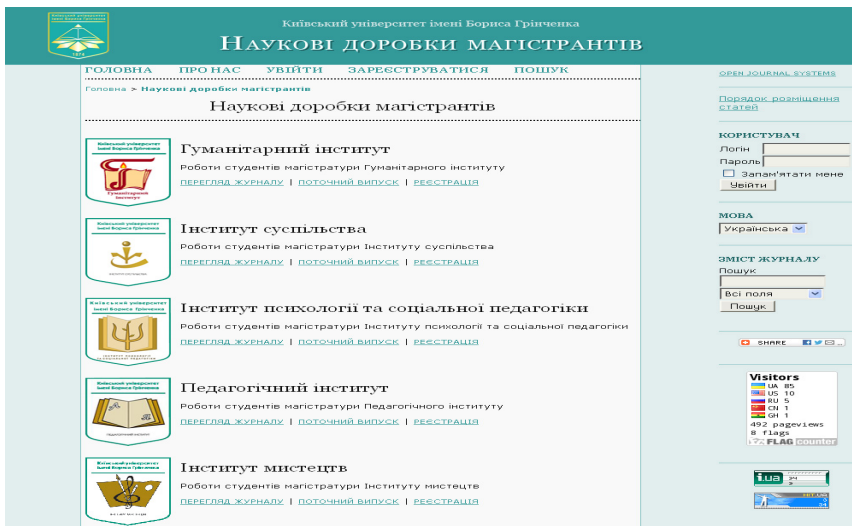 Київський університет імені Бориса Грінченка
НАУКОВІ ДОРОБКИ МАГІСТРАНТІВ
ГОЛОВНА ПРО НАС УВІЙТИ ЗАРЕЄСТРУВАТИСЯ ПОШУК
Головна > Наукові доробки магістрантів
Наукові доробки магістрантів
Гуманітарний інститут
Роботи студентів магістратури Гуманітарного інституту
ПЕРЕГЛЯД ЖУРНАЛУ | ПОТОЧНИЙ ВИПУСК | РЕЄСТРАЦІЯ
Інститут суспільства
Роботи студентів магістратури Інституту суспільства
ПЕРЕГЛЯД ЖУРНАЛУ | ПОТОЧНИЙ ВИПУСК | РЕЄСТРАЦІЯ
Інститут психології та соціальної педагогіки
Роботи студентів магістратури Інституту психології та соціальної педагогіки
ПЕРЕГЛЯД ЖУРНАЛУ | ПОТОЧНИЙ ВИПУСК | РЕЄСТРАЦІЯ
Педагогічний інститут
Роботи студентів магістратури Педагогічного інституту
ПЕРЕГЛЯД ЖУРНАЛУ | ПОТОЧНИЙ ВИПУСК | РЕЄСТРАЦІЯ
Інститут мистецтв
Роботи студентів магістратури Інституту мистецтв
ПЕРЕГЛЯД ЖУРНАЛУ | ПОТОЧНИЙ ВИПУСК | РЕЄСТРАЦІЯ
OPEN JOURNAL SYSTEMS
Порядок розміщення
статей
КОРИСТУВАЧ
Логін
Пароль
Запам'ятати мене
Увійти
МОВА
Українська
ЗМІСТ ЖУРНАЛУ
Пошук
Всі поля
Пошук
SHARE
Visitors
UA 85
US 10
RU 5
CN 1
GH 1
492 pageviews
8 flags
FLAG counter
i.ua